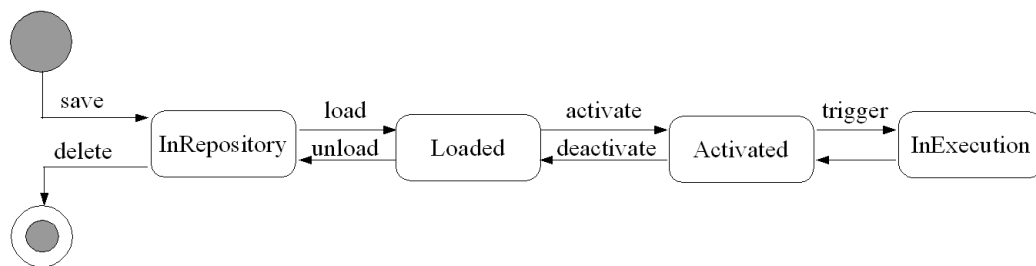 save
load
activate
trigger
InRepository
Loaded
Activated
InExecution
delete
unload
deactivate